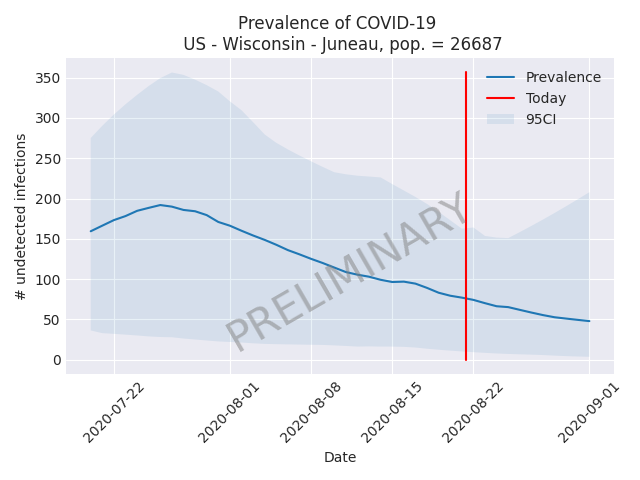 Prevalence of COVID-19
US - Wisconsin - Juneau, pop. = 26687
# undetected infections
350
300
250
200
150
100
50
0
Prevalence
Today
95CI
PRELIMINARY
2020-07-22
2020-08-01
2020-08-08
2020-08-15
2020-08-22
2020-09-01
Date